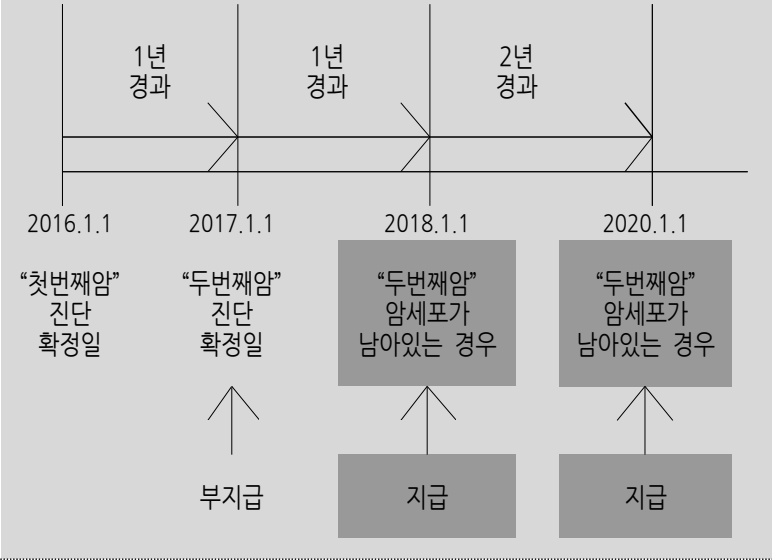 1년
경과
1년
경과
2년
경과
2016.1.1
2017.1.1
2018.1.1
2020.1.1
“첫번째암”
진단
확정일
“두번째암”
진단
확정일
“두번째암”
암세포가
남아있는 경우
“두번째암”
암세포가
남아있는 경우
부지급
지급
지급